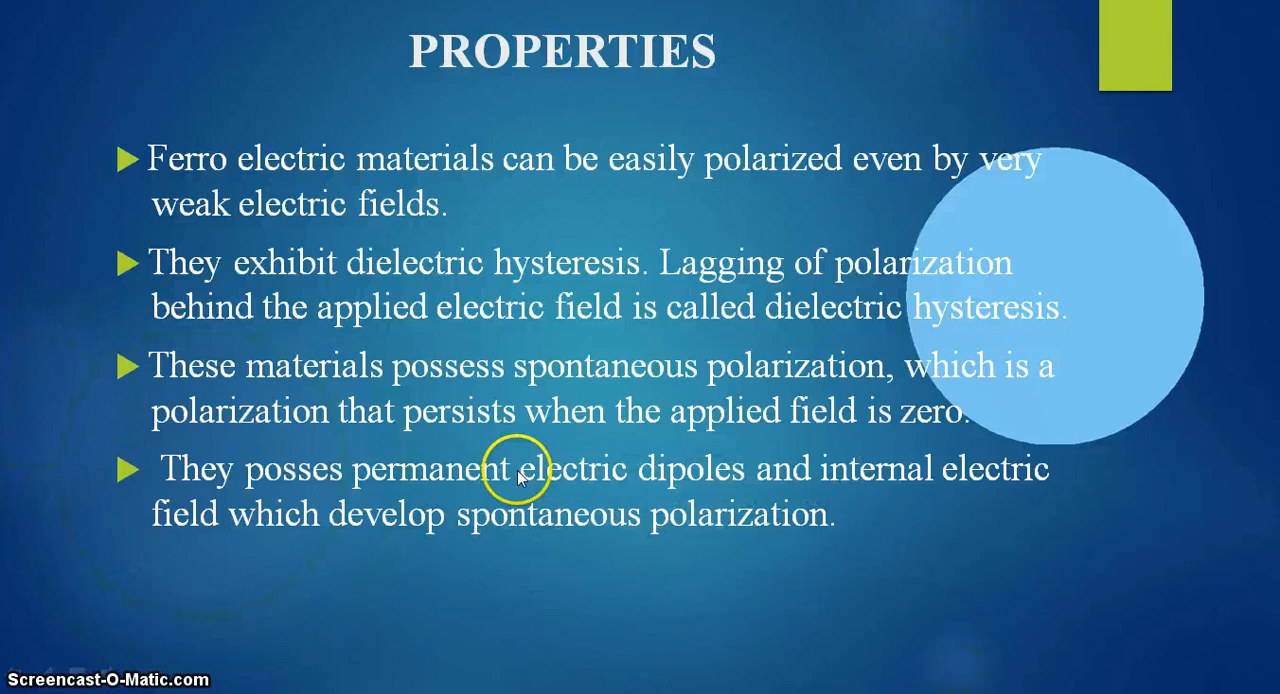 PROPERTIES
Ferro electric materials can be easily polarized even by very
weak electric fields.
They exhibit dielectric hysteresis. Lagging of polarization
behind the applied electric field is called dielectric hysteresis.
These materials possess spontaneous polarization, which is a
polarization that persists when the applied field is zero.
They posses permanent electric dipoles and internal electric
field which develop spontaneous polarization.
Screencast-O-Matic.com